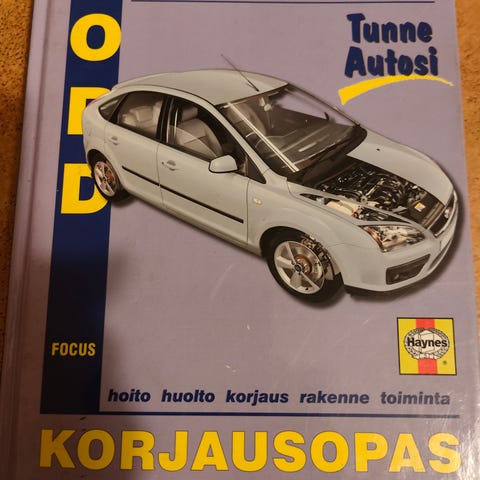 Tunne
Autosi
O
R
D
FOCUS
Haynes
hoito huolto korjaus rakenne toiminta
KORJAUSOPAS